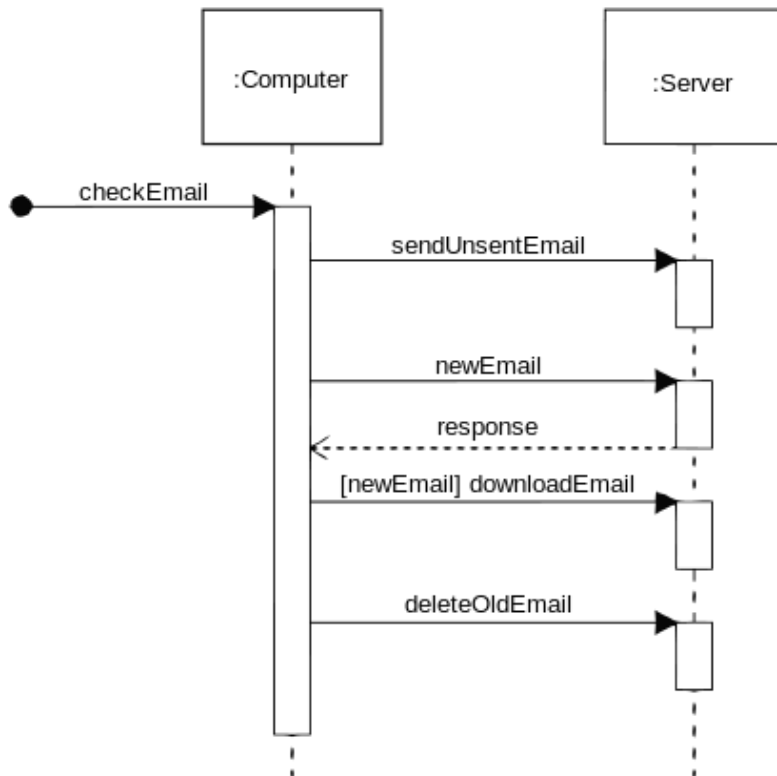 :Computer
:Server
checkEmail
sendUnsentEmail
newEmail
response
[newEmail] downloadEmail
deleteOldEmail